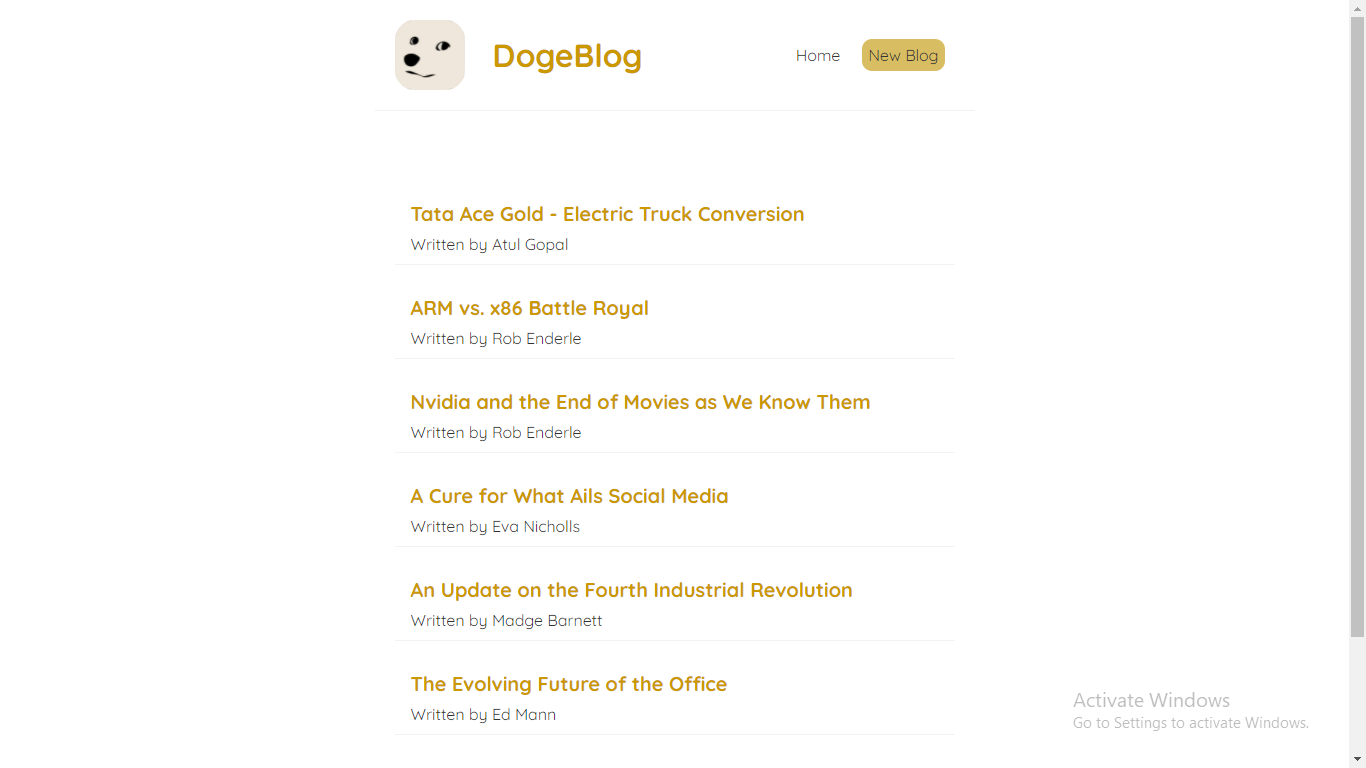 DogeBlog
Home
New Blog
Tata Ace Gold - Electric Truck Conversion
Written by Atul Gopal
ARM vs. x86 Battle Royal
Written by Rob Enderle
Nvidia and the End of Movies as We Know Them
Written by Rob Enderle
A Cure for What Ails Social Media
Written by Eva Nicholls
An Update on the Fourth Industrial Revolution
Written by Madge Barnett
The Evolving Future of the Office
Written by Ed Mann
Activate Windows
Go to Settings to activate Windows.